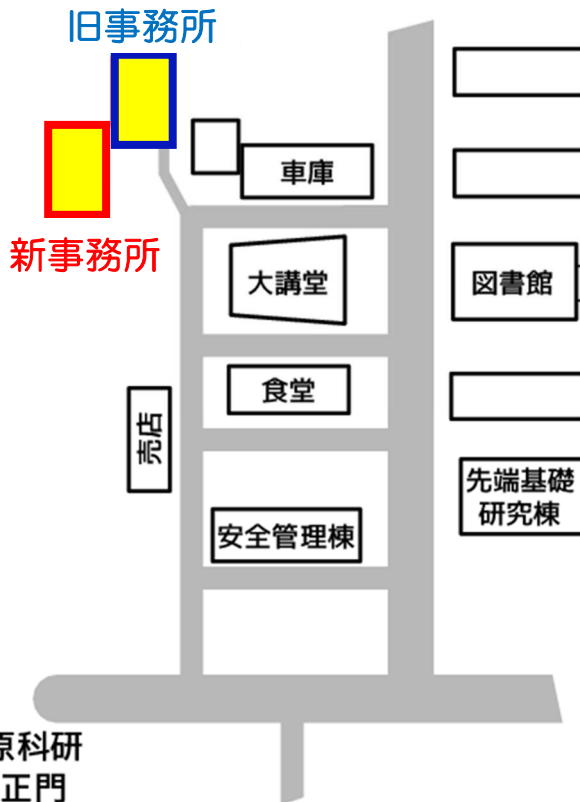 旧事務所
新事務所
車庫
大講堂
図書館
食堂
売店
先端基礎
研究棟
安全管理棟
原科研
正門